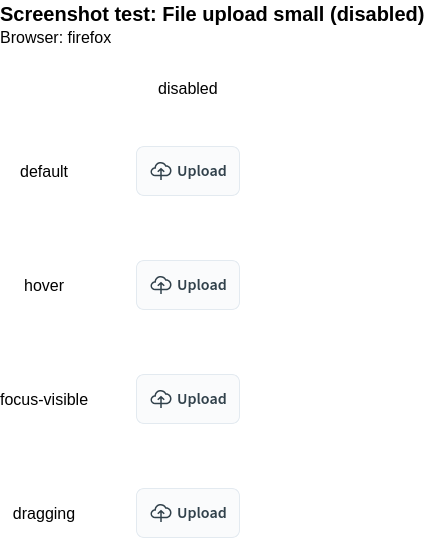 Screenshot test: File upload small (disabled)
Browser: firefox
disabled
default Upload
hover Upload
focus-visible Upload
dragging Upload